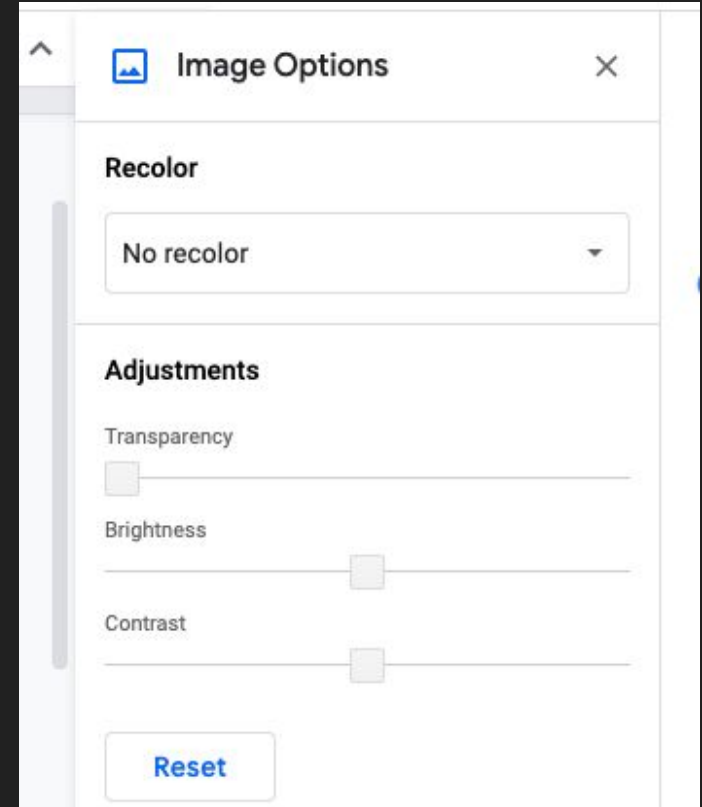 Image Options
Recolor
No recolor
Adjustments
Transparency
Brightness
Contrast
Reset